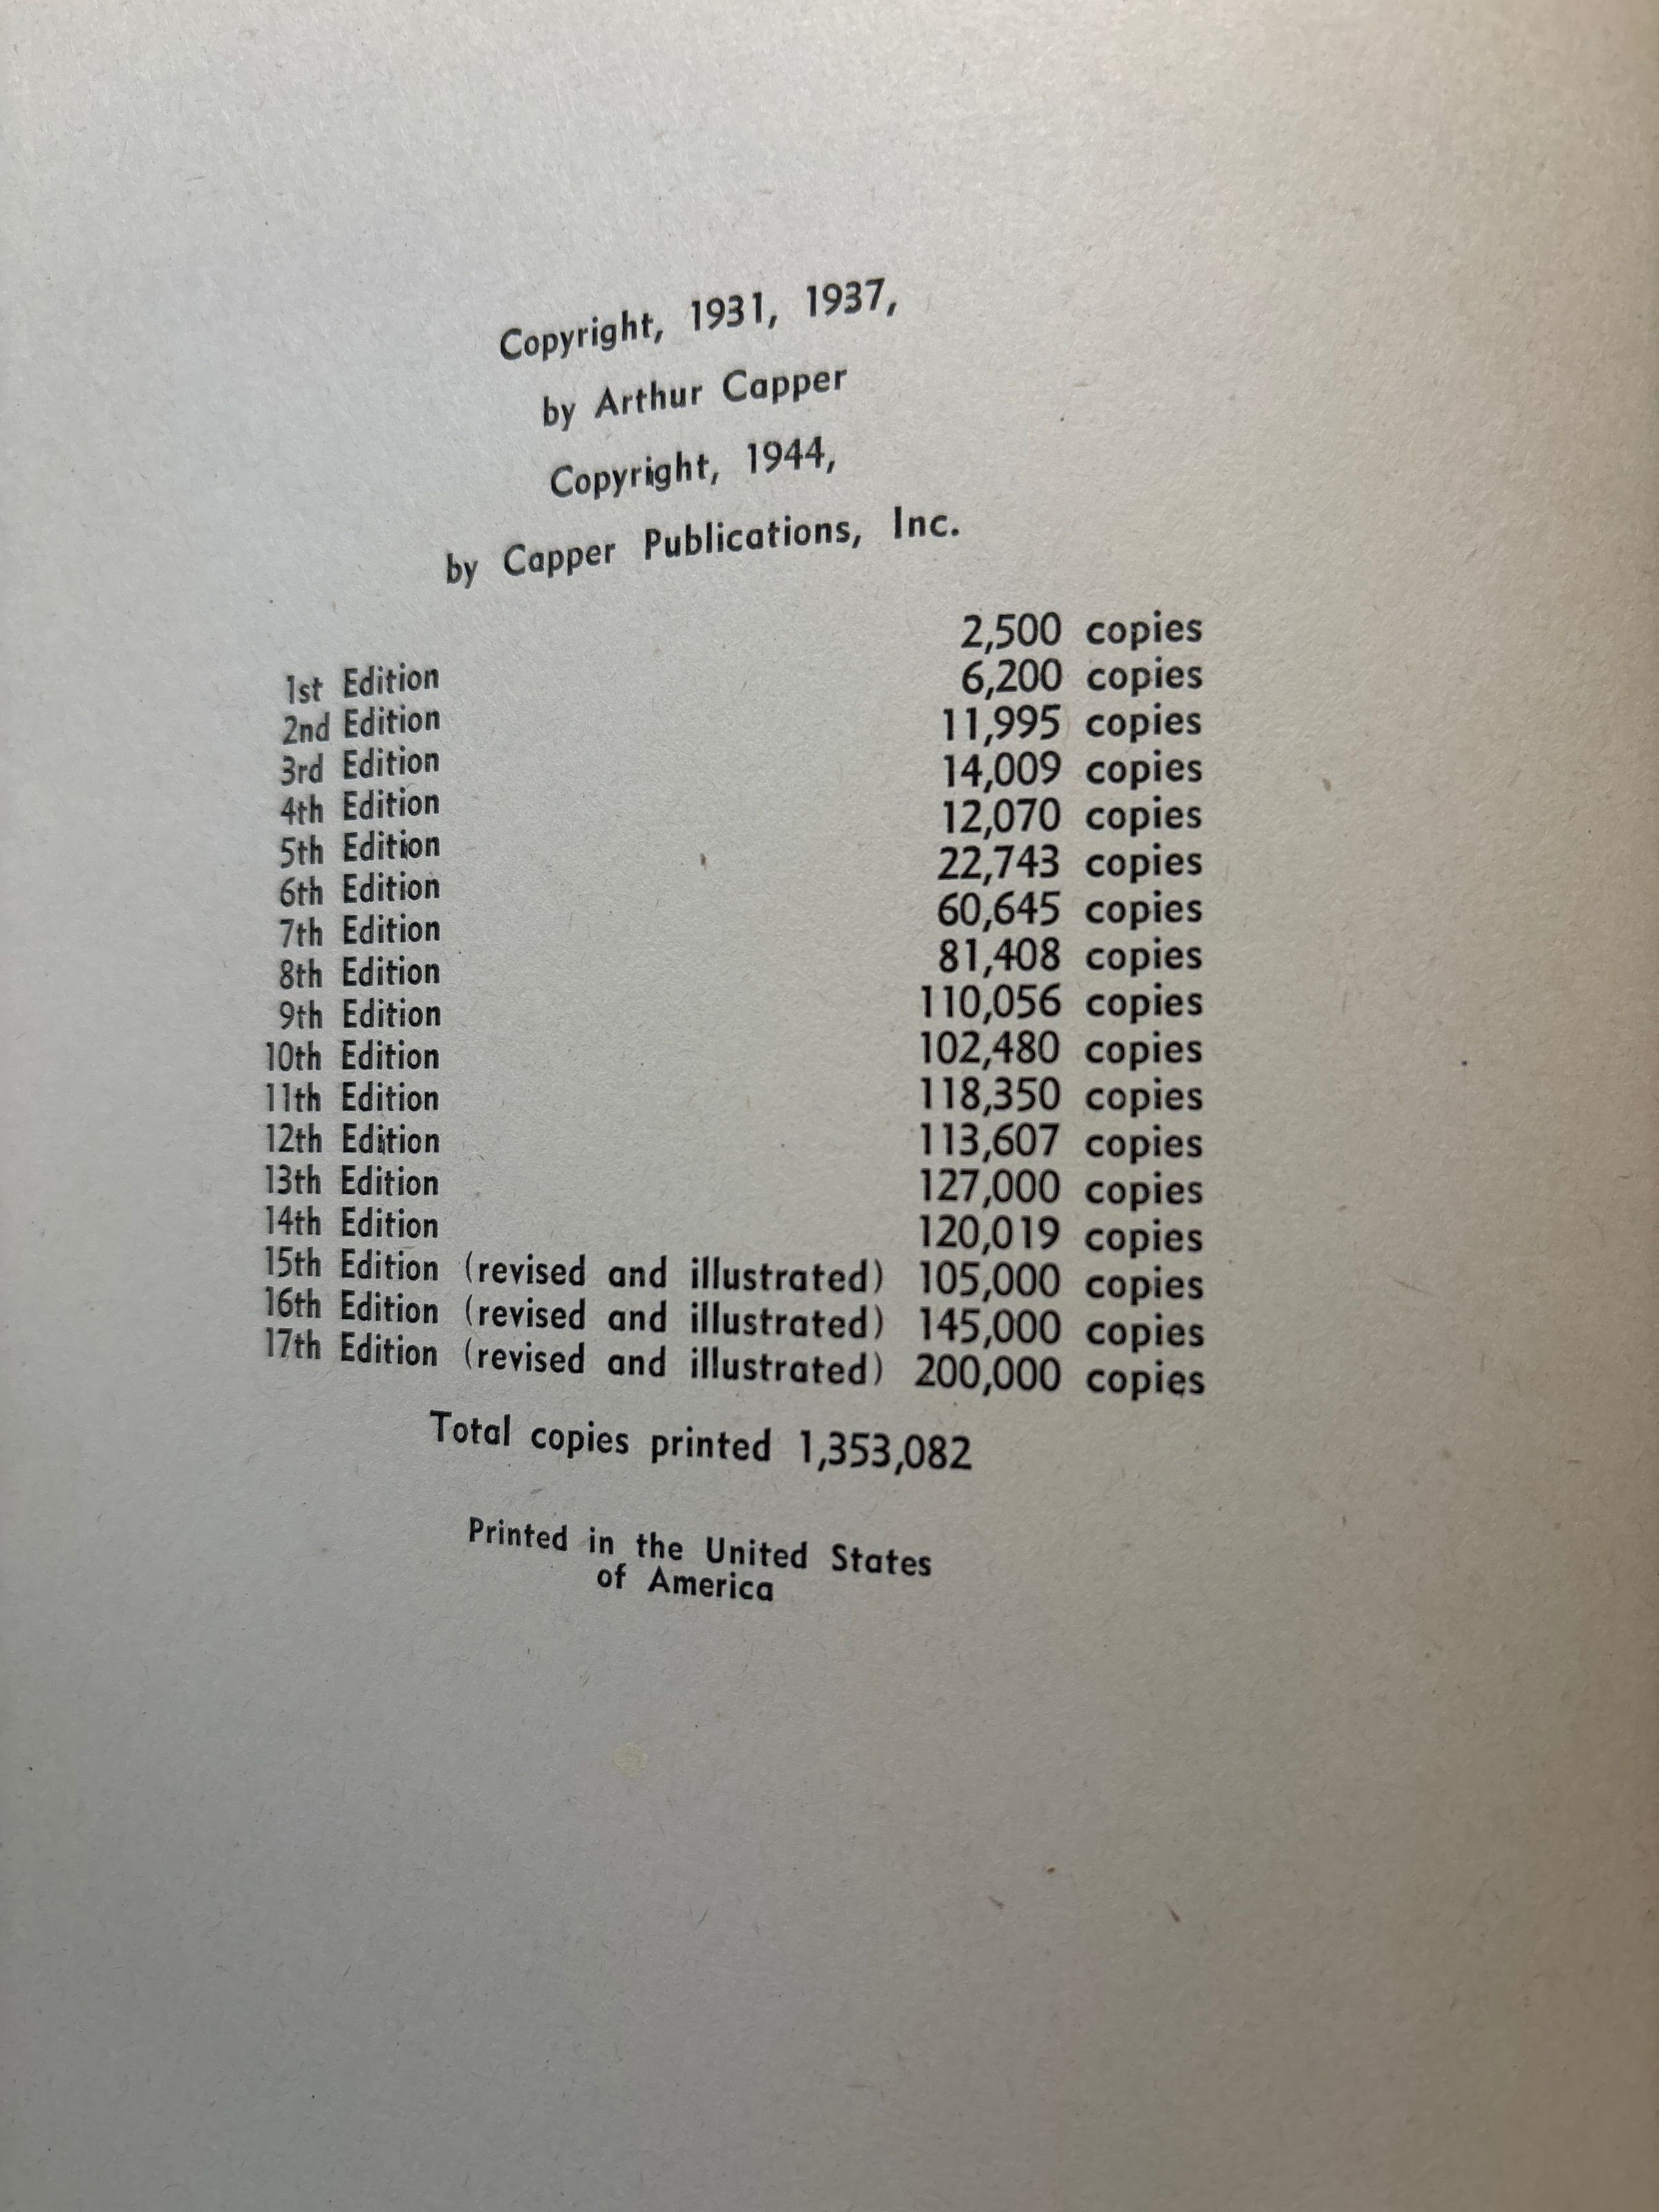 Copyright, 1931, 1937,
by Arthur Capper
Copyright, 1944,
by Capper Publications, Inc.
1st Edition 2,500 copies
2nd Edition 6,200 copies
3rd Edition 11,995 copies
4th Edition 14,009 copies
5th Edition 12,070 copies
6th Edition 22,743 copies
7th Edition 60,645 copies
8th Edition 81,408 copies
9th Edition 110,056 copies
10th Edition 102,480 copies
11th Edition 118,350 copies
12th Edition 113,607 copies
13th Edition 127,000 copies
14th Edition 120,019 copies
15th Edition (revised and illustrated) 105,000 copies
16th Edition (revised and illustrated) 145,000 copies
17th Edition (revised and illustrated) 200,000 copies
Total copies printed 1,353,082
Printed in the United States
of America